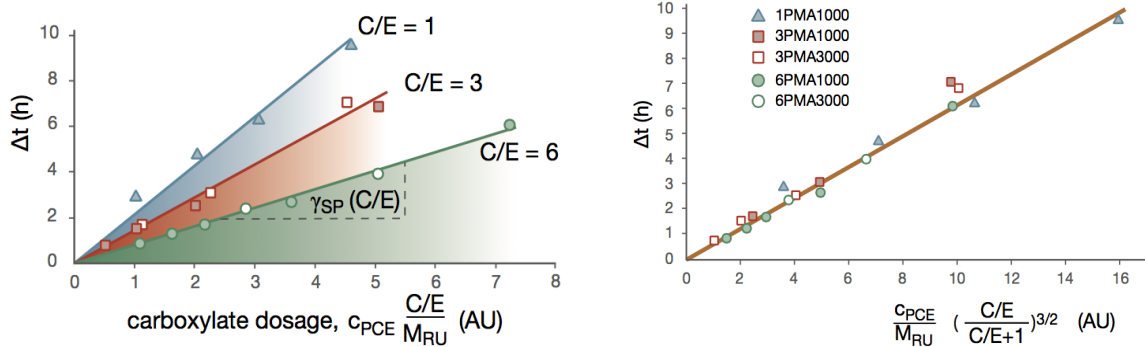 10
8
6
4
2
0
Δt (h)
C/E = 1
C/E = 3
C/E = 6
γSP (C/E)
0 1 2 3 4 5 6 7 8
carboxylate dosage, cPCE C/E / MRU (AU)
10
9
8
7
6
5
4
3
2
1
0
Δt (h)
1PMA1000
3PMA1000
3PMA3000
6PMA1000
6PMA3000
0 2 4 6 8 10 12 14 16
cPCE / MRU ( C/E / C/E+1 )3/2 (AU)